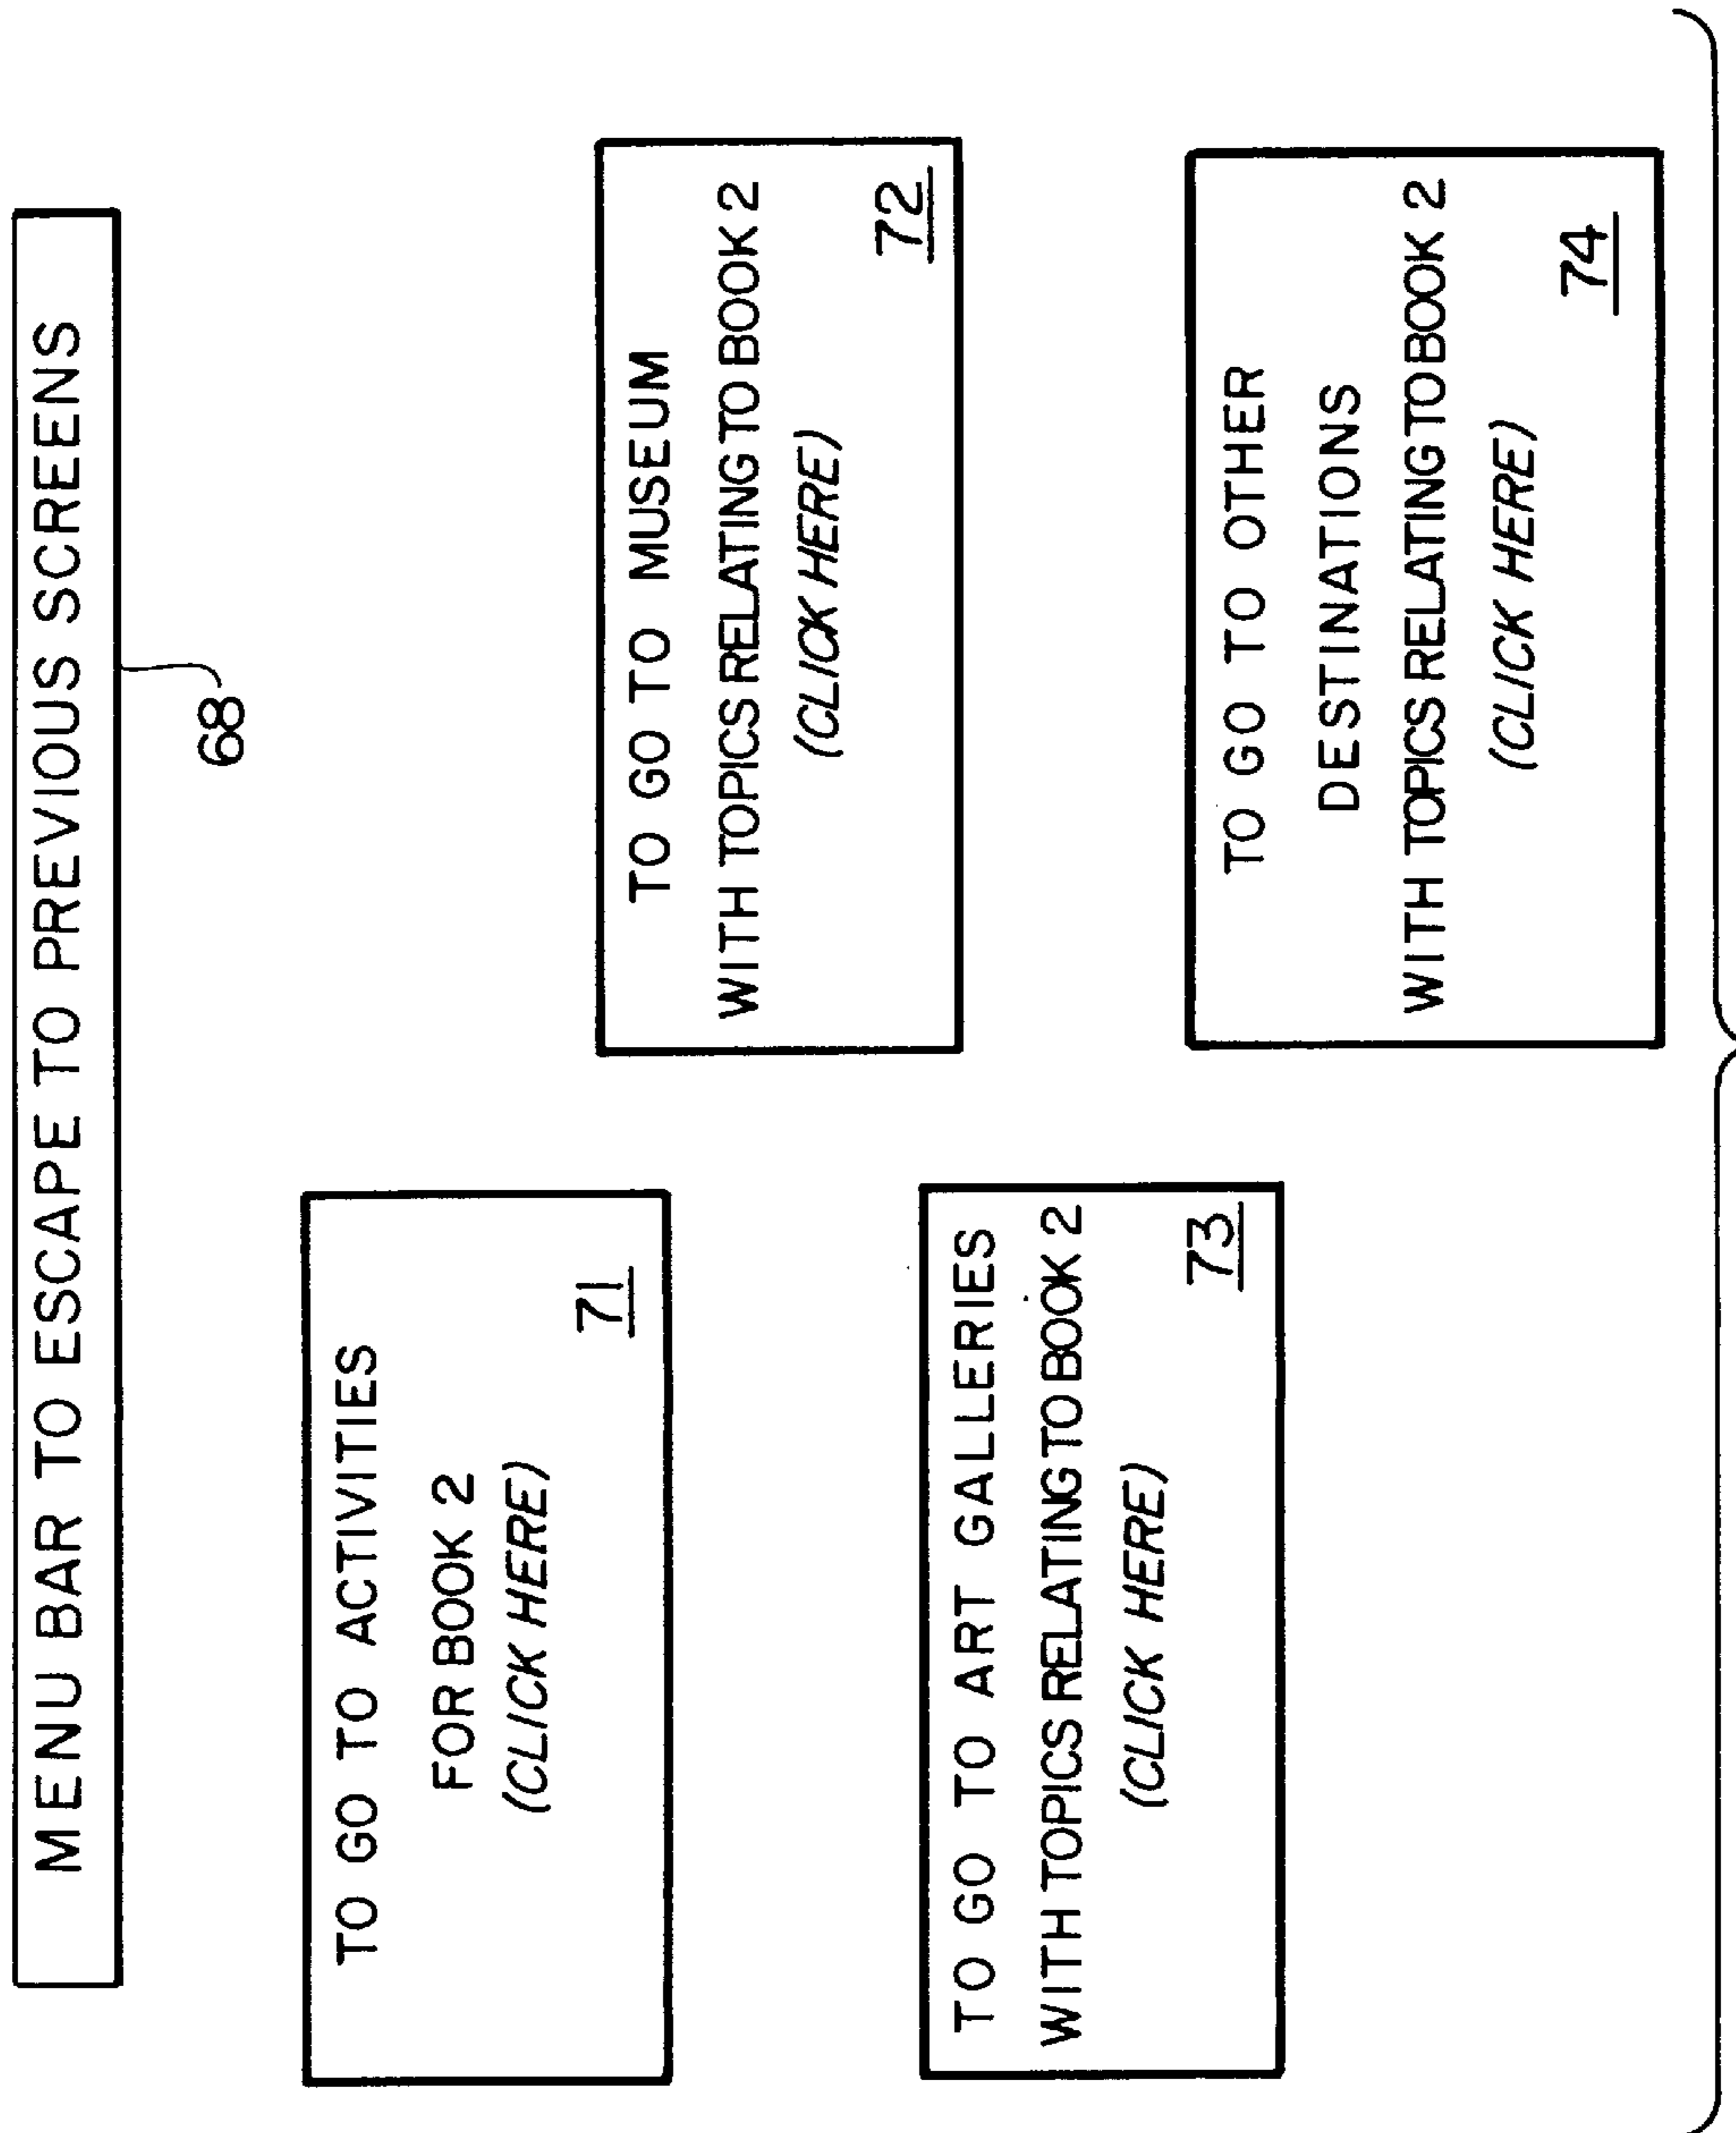 MENU BAR TO ESCAPE TO PREVIOUS SCREENS
68
TO GO TO ACTIVITIES
FOR BOOK 2
(CLICK HERE)
71
TO GO TO MUSEUM
WITH TOPICS RELATING TO BOOK 2
(CLICK HERE)
72
TO GO TO ART GALLERIES
WITH TOPICS RELATING TO BOOK 2
(CLICK HERE)
73
TO GO TO OTHER
DESTINATIONS
WITH TOPICS RELATING TO BOOK 2
(CLICK HERE)
74